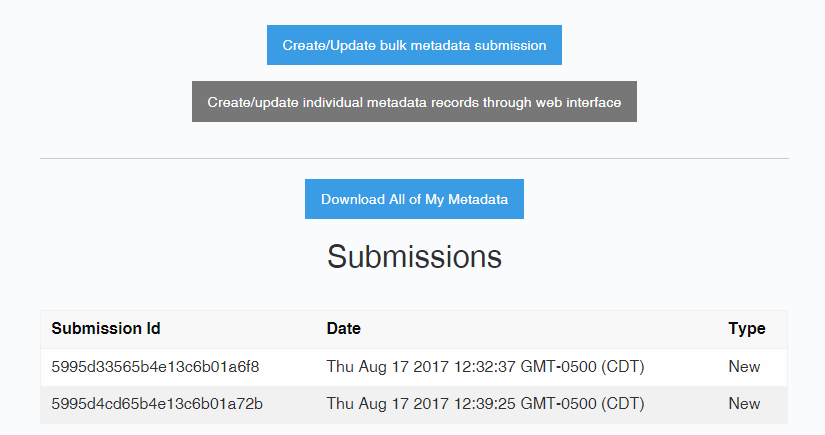 Create/Update bulk metadata submission
Create/update individual metadata records through web interface
Download All of My Metadata
Submissions
Submission Id Date Type
5995d33565b4e13c6b01a6f8 Thu Aug 17 2017 12:32:37 GMT-0500 (CDT) New
5995d4cd65b4e13c6b01a72b Thu Aug 17 2017 12:39:25 GMT-0500 (CDT) New